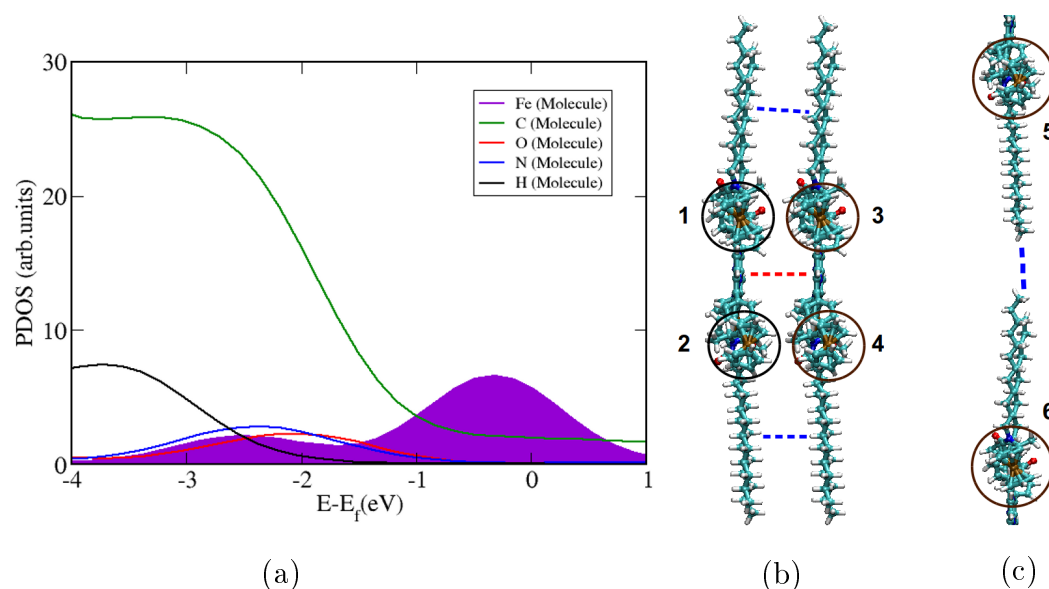 30
20
10
0
PDOS (arb.units)
Fe (Molecule)
C (Molecule)
O (Molecule)
N (Molecule)
H (Molecule)
-4 -3 -2 -1 0 1
E-E_f(eV)
(a)
1 3
2 4
(b)
5
6
(c)